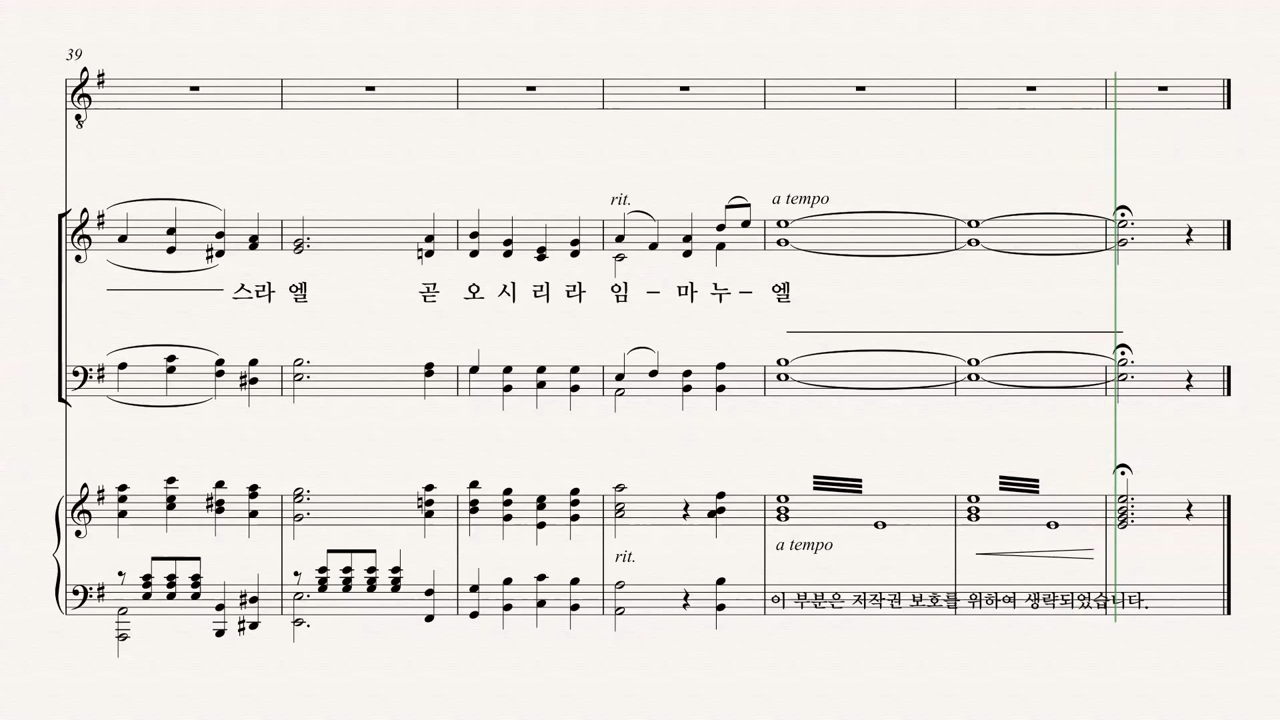 39
rit. a tempo
스라 엘 곧 오 시 리 라 임 – 마 누 – 엘
a tempo
rit.
이 부분은 저작권 보호를 위하여 생략되었습니다.